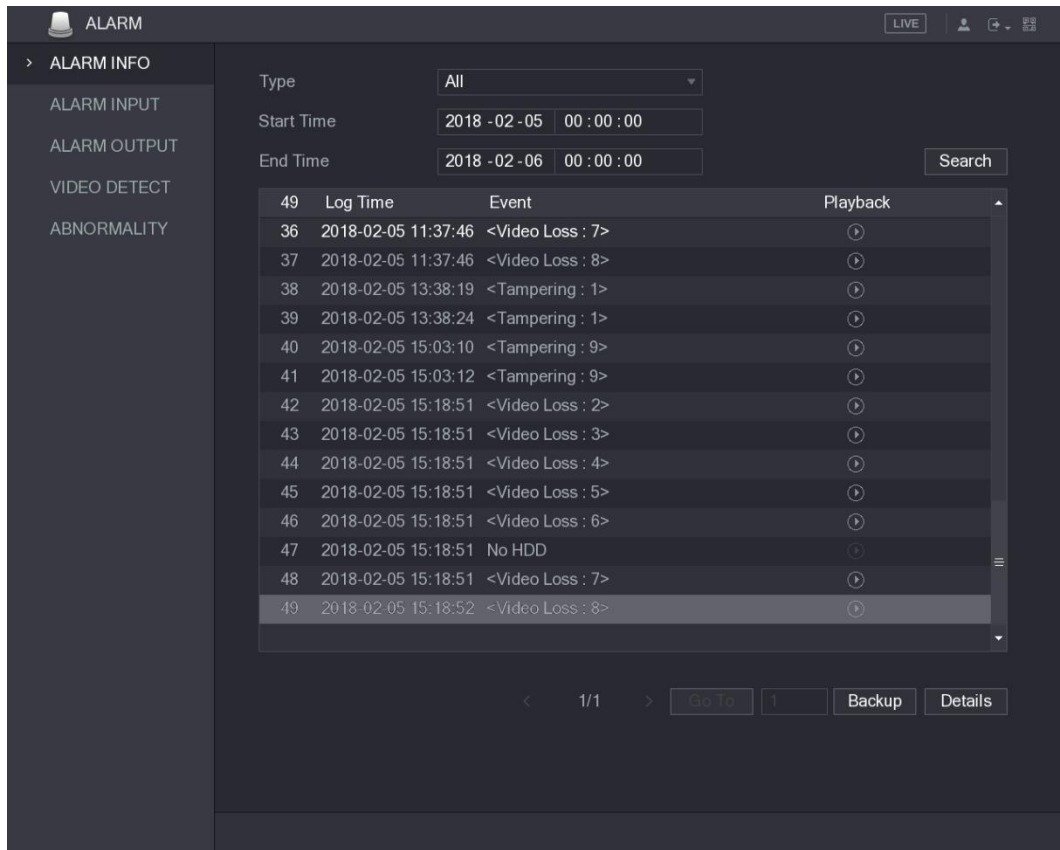 ALARM
LIVE
> ALARM INFO
ALARM INPUT
ALARM OUTPUT
VIDEO DETECT
ABNORMALITY
Type All
Start Time 2018 - 02 - 05 00 : 00 : 00
End Time 2018 - 02 - 06 00 : 00 : 00 Search
49 Log Time Event Playback
36 2018-02-05 11:37:46 <Video Loss : 7>
37 2018-02-05 11:37:46 <Video Loss : 8>
38 2018-02-05 13:38:19 <Tampering : 1>
39 2018-02-05 13:38:24 <Tampering : 1>
40 2018-02-05 15:03:10 <Tampering : 9>
41 2018-02-05 15:03:12 <Tampering : 9>
42 2018-02-05 15:18:51 <Video Loss : 2>
43 2018-02-05 15:18:51 <Video Loss : 3>
44 2018-02-05 15:18:51 <Video Loss : 4>
45 2018-02-05 15:18:51 <Video Loss : 5>
46 2018-02-05 15:18:51 <Video Loss : 6>
47 2018-02-05 15:18:51 No HDD
48 2018-02-05 15:18:51 <Video Loss : 7>
49 2018-02-05 15:18:52 <Video Loss : 8>
< 1/1 > Go To 1 Backup Details